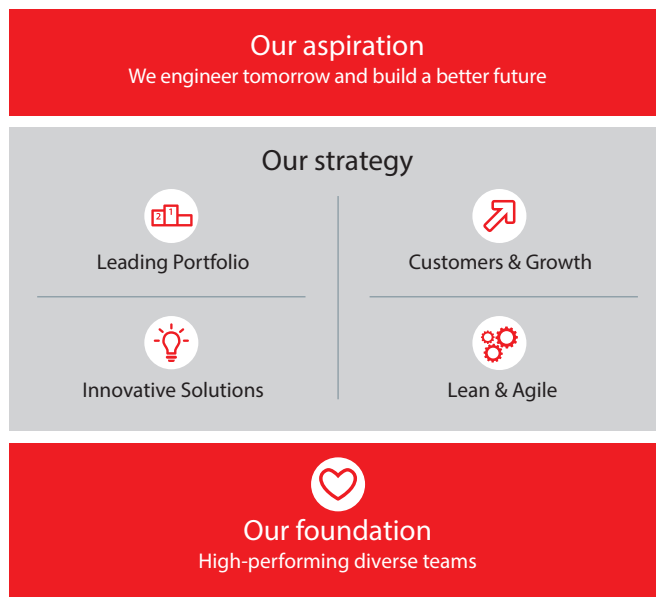 Our aspiration
We engineer tomorrow and build a better future
Our strategy
2 1
Leading Portfolio
Customers & Growth
Innovative Solutions
Lean & Agile
Our foundation
High-performing diverse teams